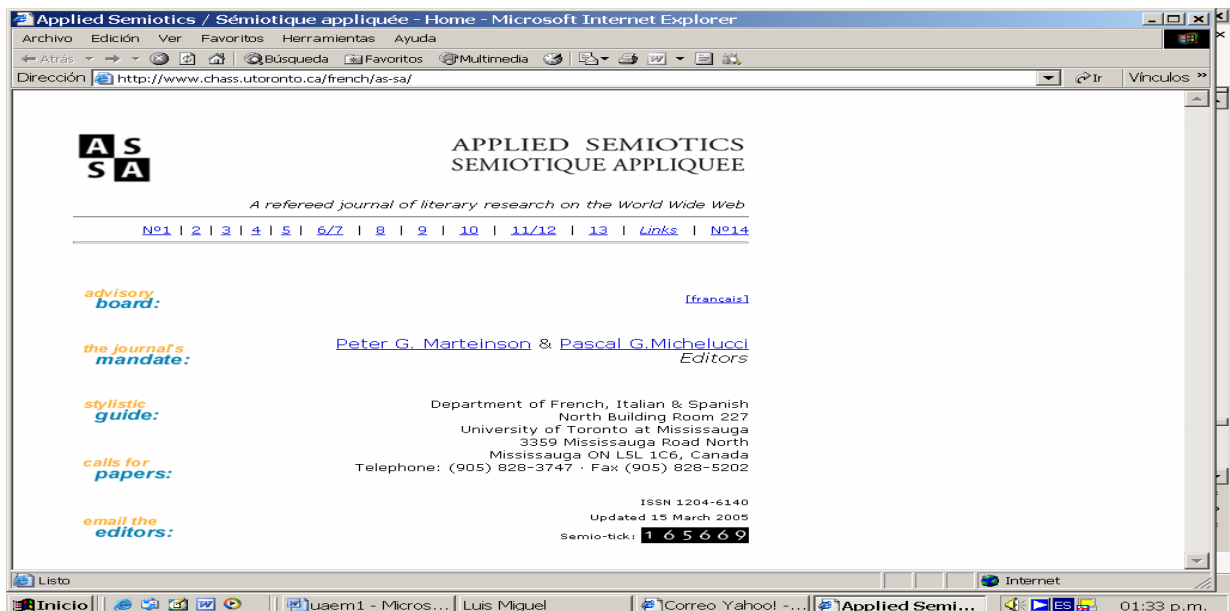 Applied Semiotics / Sémiotique appliquée - Home - Microsoft Internet Explorer
Archivo Edición Ver Favoritos Herramientas Ayuda
Atrás Búsqueda Favoritos Multimedia
Dirección http://www.chass.utoronto.ca/french/as-sa/ Ir Vínculos »
A S
S A
APPLIED SEMIOTICS
SEMIOTIQUE APPLIQUEE
A refereed journal of literary research on the World Wide Web
Nº1 | 2 | 3 | 4 | 5 | 6/7 | 8 | 9 | 10 | 11/12 | 13 | Links | Nº14
advisory
board:
[français]
the journal's
mandate:
Peter G. Marteinson & Pascal G.Michelucci
Editors
stylistic
guide:
Department of French, Italian & Spanish
North Building Room 227
University of Toronto at Mississauga
3359 Mississauga Road North
Mississauga ON L5L 1C6, Canada
Telephone: (905) 828-3747 · Fax (905) 828-5202
calls for
papers:
ISSN 1204-6140
Updated 15 March 2005
Semio-tick: 165669
email the
editors:
Listo Internet
Inicio uaem1 - Micros... Luis Miguel Correo Yahoo! -... Applied Semi... ES 01:33 p.m.